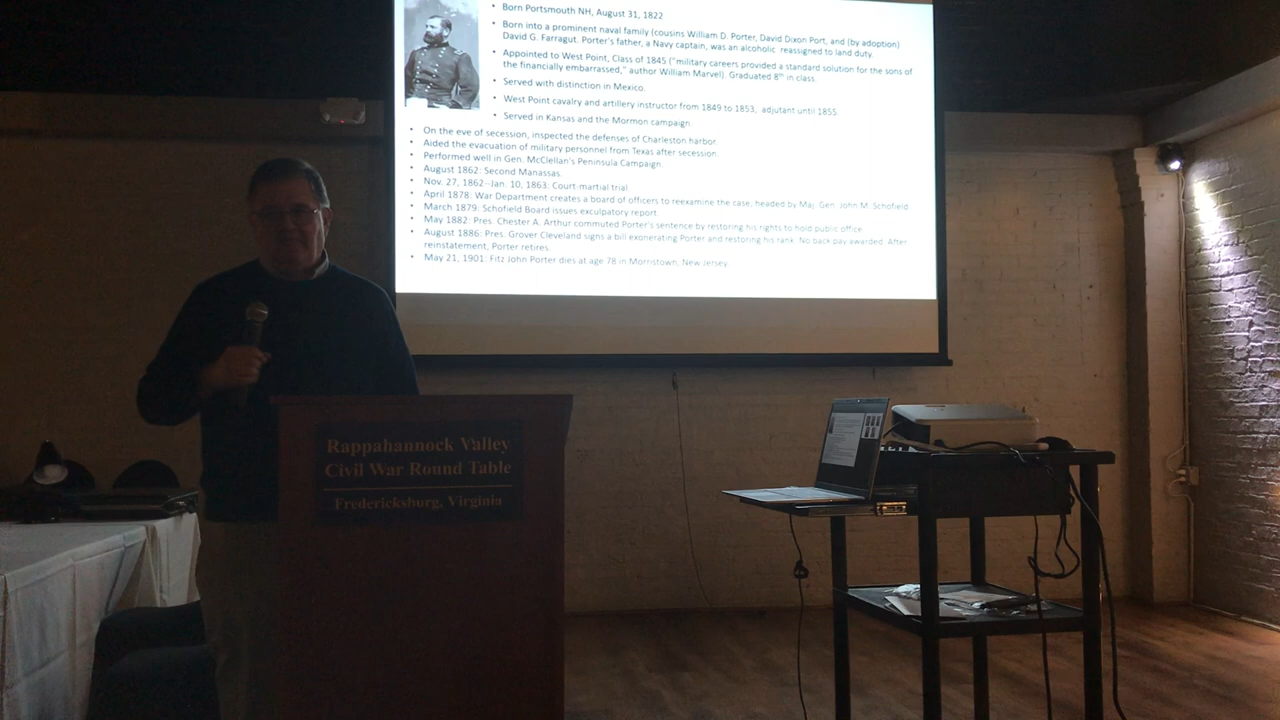 • Born Portsmouth NH, August 31, 1822
• Born into a prominent naval family (cousins William D. Porter, David Dixon Port, and (by adoption)
David G. Farragut. Porter's father, a Navy captain, was an alcoholic reassigned to land duty.
• Appointed to West Point, Class of 1845 ("military careers provided a standard solution for the sons of
the financially embarrassed," author William Marvel). Graduated 8th in class.
• Served with distinction in Mexico.
• West Point cavalry and artillery instructor from 1849 to 1853, adjutant until 1855.
• Served in Kansas and the Mormon campaign.
• On the eve of secession, inspected the defenses of Charleston harbor.
• Aided the evacuation of military personnel from Texas after secession.
• Performed well in Gen. McClellan's Peninsula Campaign.
• August 1862: Second Manassas.
• Nov. 27, 1862--Jan. 10, 1863: Court-martial trial.
• April 1878: War Department creates a board of officers to reexamine the case, headed by Maj. Gen. John M. Schofield.
• March 1879: Schofield Board issues exculpatory report.
• May 1882: Pres. Chester A. Arthur commuted Porter's sentence by restoring his rights to hold public office.
• August 1886: Pres. Grover Cleveland signs a bill exonerating Porter and restoring his rank. No back pay awarded. After
reinstatement, Porter retires.
• May 21, 1901: Fitz John Porter dies at age 78 in Morristown, New Jersey.
Rappahannock Valley
Civil War Round Table
Fredericksburg, Virginia